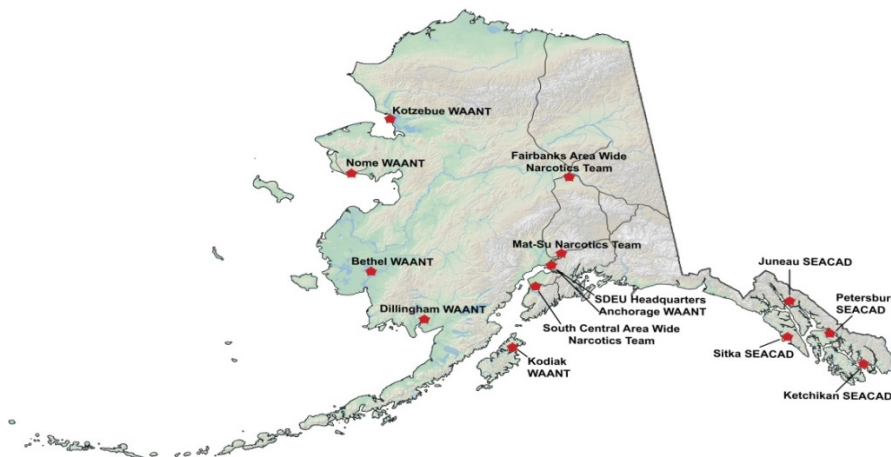 Kotzebue WAANT
Nome WAANT
Fairbanks Area Wide
Narcotics Team
Mat-Su Narcotics Team
Bethel WAANT
Juneau SEACAD
SDEU Headquarters
Anchorage WAANT
Petersbur
SEACAD
Dillingham WAANT
South Central Area Wide
Narcotics Team
Sitka SEACAD
Kodiak
WAANT
Ketchikan SEACAD